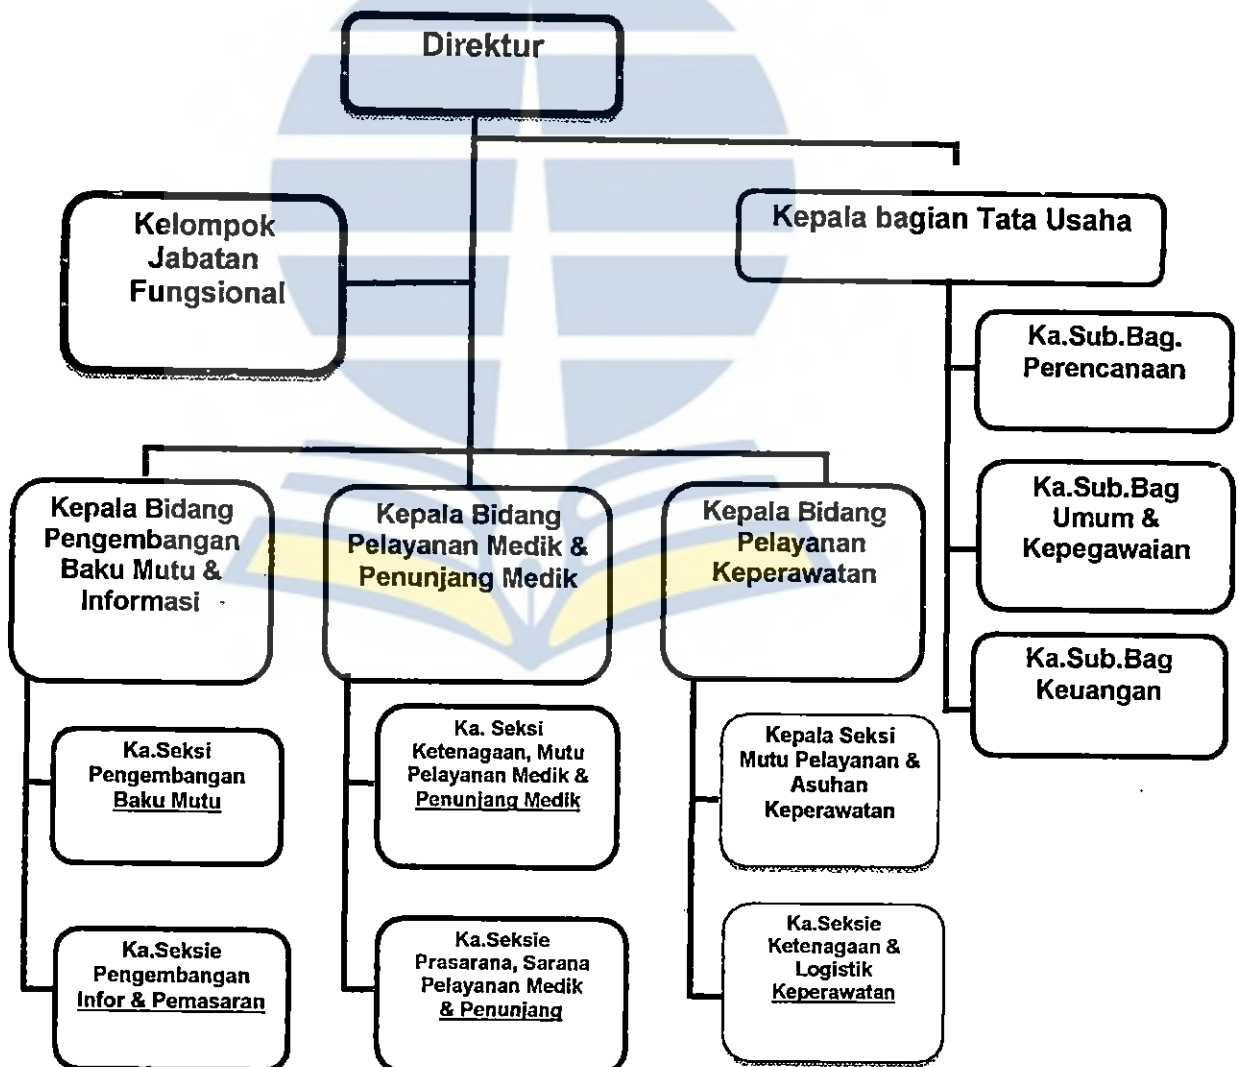 Direktur
Kelompok
Jabatan
Fungsional
Kepala bagian Tata Usaha
Ka.Sub.Bag.
Perencanaan
Ka.Sub.Bag
Umum &
Kepegawaian
Ka.Sub.Bag
Keuangan
Kepala Bidang
Pengembangan
Baku Mutu &
Informasi
Kepala Bidang
Pelayanan Medik &
Penunjang Medik
Kepala Bidang
Pelayanan
Keperawatan
Ka.Seksi
Pengembangan
Baku Mutu
Ka. Seksi
Ketenagaan, Mutu
Pelayanan Medik &
Penunjang Medik
Kepala Seksi
Mutu Pelayanan &
Asuhan
Keperawatan
Ka.Seksie
Pengembangan
Infor & Pemasaran
Ka.Seksie
Prasarana, Sarana
Pelayanan Medik
& Penunjang
Ka.Seksie
Ketenagaan &
Logistik
Keperawatan